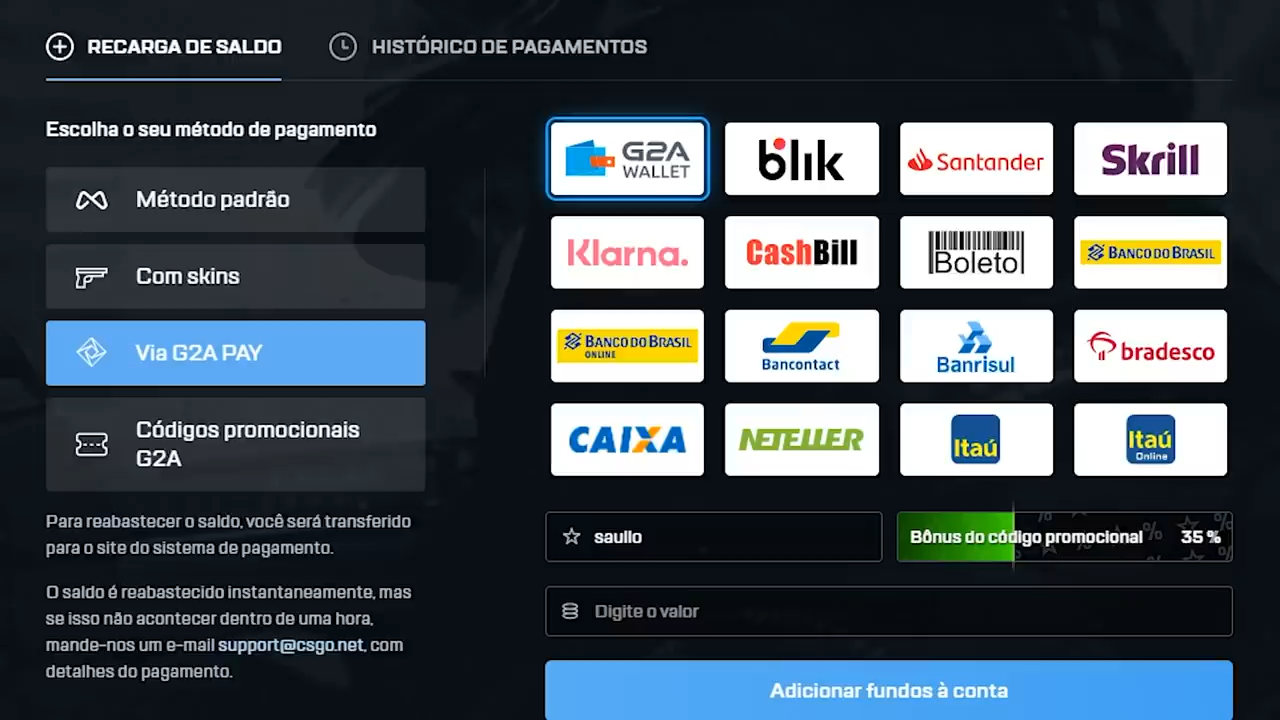 RECARGA DE SALDO
HISTÓRICO DE PAGAMENTOS
Escolha o seu método de pagamento
Método padrão
Com skins
Via G2A PAY
Códigos promocionais
G2A
Para reabastecer o saldo, você será transferido
para o site do sistema de pagamento.
O saldo é reabastecido instantaneamente, mas
se isso não acontecer dentro de uma hora,
mande-nos um e-mail support@csgo.net, com
detalhes do pagamento.
G2A
WALLET
blik
Santander
Skrill
Klarna.
CashBill
Boleto
BANCO DO BRASIL
BANCO DO BRASIL
ONLINE
Bancontact
Banrisul
bradesco
CAIXA
NETELLER
Itaú
Itaú
Online
saullo
Bônus do código promocional 35 %
Digite o valor
Adicionar fundos à conta